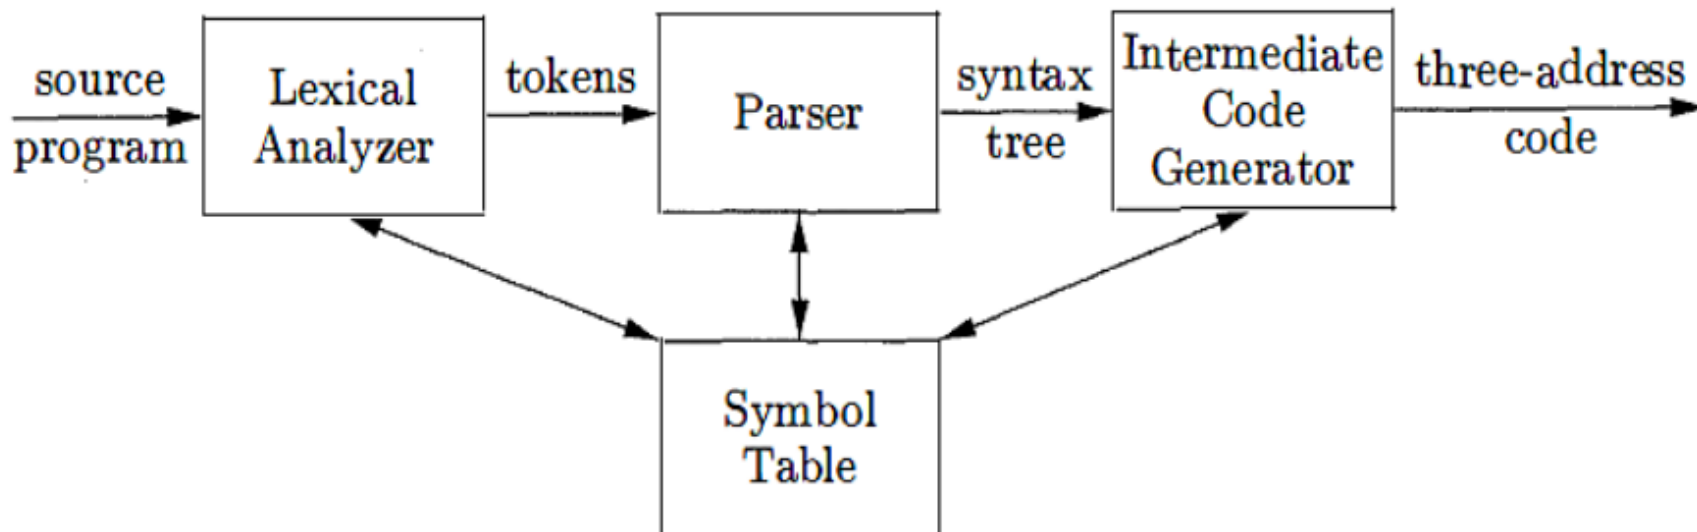 source
program
Lexical
Analyzer
tokens
Parser
syntax
tree
Intermediate
Code
Generator
three-address
code
Symbol
Table